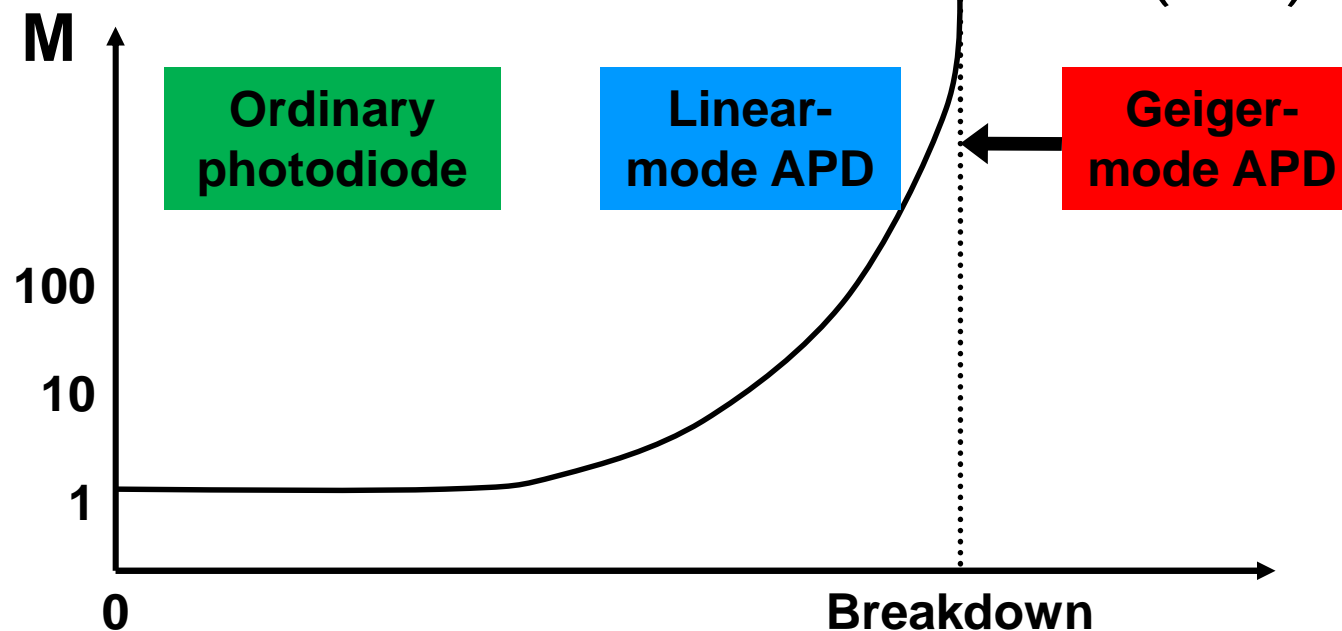 M
Ordinary
photodiode
Linear-
mode APD
Geiger-
mode APD
100
10
1
0
Breakdown